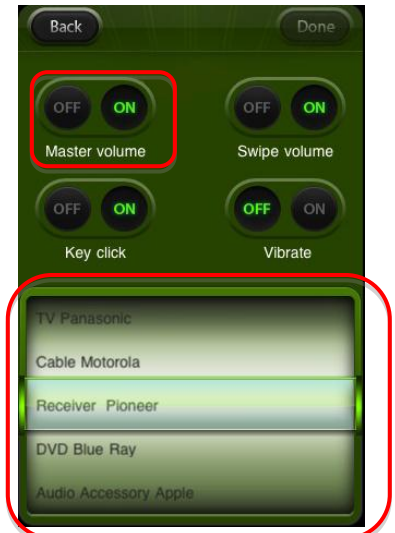 Back Done
OFF ON OFF ON
Master volume Swipe volume
OFF ON OFF ON
Key click Vibrate
TV Panasonic
Cable Motorola
Receiver Pioneer
DVD Blue Ray
Audio Accessory Apple